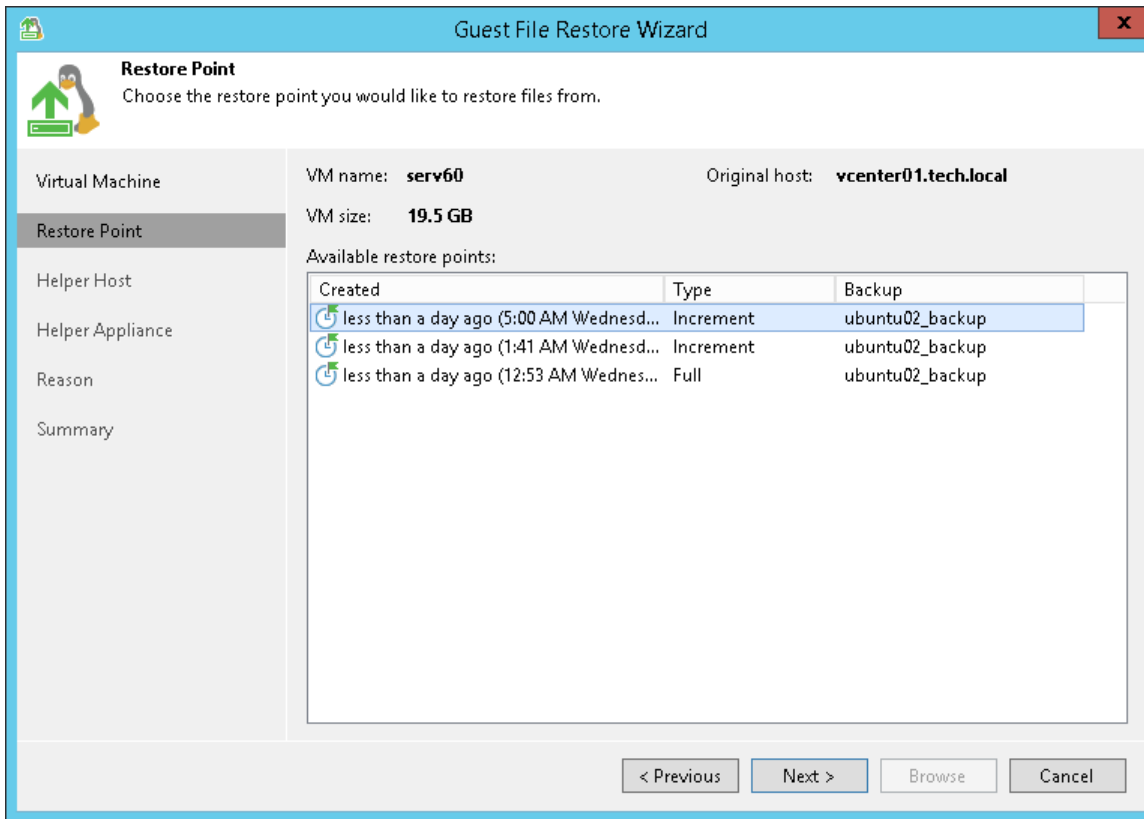 Guest File Restore Wizard
x
Restore Point
Choose the restore point you would like to restore files from.
Virtual Machine
Restore Point
Helper Host
Helper Appliance
Reason
Summary
VM name: serv60 Original host: vcenter01.tech.local
VM size: 19.5 GB
Available restore points:
Created Type Backup
less than a day ago (5:00 AM Wednesd... Increment ubuntu02_backup
less than a day ago (1:41 AM Wednesd... Increment ubuntu02_backup
less than a day ago (12:53 AM Wednes... Full ubuntu02_backup
< Previous Next > Browse Cancel